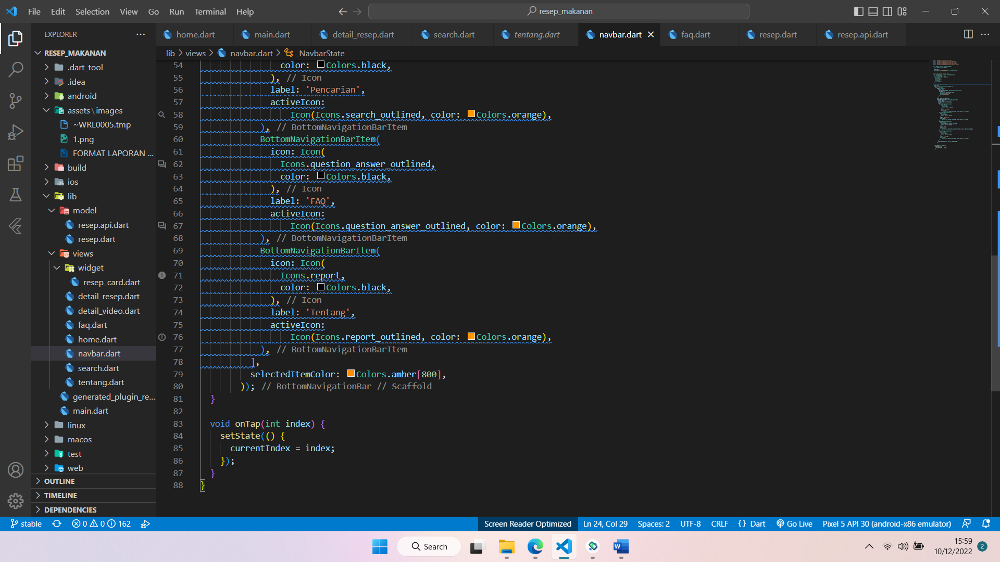 File Edit Selection View Go Run Terminal Help
resep_makanan
EXPLORER
home.dart
main.dart
detail_resep.dart
search.dart
tentang.dart
navbar.dart
faq.dart
resep.dart
resep.api.dart
lib > views > navbar.dart > _NavbarState
RESEP_MAKANAN
.dart_tool
.idea
android
assets \ images
~WRL0005.tmp
1.png
FORMAT LAPORAN ...
build
ios
lib
model
resep.api.dart
resep.dart
views
widget
resep_card.dart
detail_resep.dart
detail_video.dart
faq.dart
home.dart
navbar.dart
search.dart
tentang.dart
generated_plugin_re...
main.dart
linux
macos
test
web
OUTLINE
TIMELINE
DEPENDENCIES
54 color: Colors.black,
55 ), // Icon
56 label: 'Pencarian',
57 activeIcon:
58 Icon(Icons.search_outlined, color: Colors.orange),
59 ), // BottomNavigationBarItem
60 BottomNavigationBarItem(
61 icon: Icon(
62 Icons.question_answer_outlined,
63 color: Colors.black,
64 ), // Icon
65 label: 'FAQ',
66 activeIcon:
67 Icon(Icons.question_answer_outlined, color: Colors.orange),
68 ), // BottomNavigationBarItem
69 BottomNavigationBarItem(
70 icon: Icon(
71 Icons.report,
72 color: Colors.black,
73 ), // Icon
74 label: 'Tentang',
75 activeIcon:
76 Icon(Icons.report_outlined, color: Colors.orange),
77 ), // BottomNavigationBarItem
78 ],
79 selectedItemColor: Colors.amber[800],
80 )); // BottomNavigationBar // Scaffold
81 }
82
83 void onTap(int index) {
84 setState(() {
85 currentIndex = index;
86 });
87 }
88 }
stable 0 0 162 Screen Reader Optimized Ln 24, Col 29 Spaces: 2 UTF-8 CRLF {} Dart Go Live Pixel 5 API 30 (android-x86 emulator)
Search
15:59
10/12/2022
2